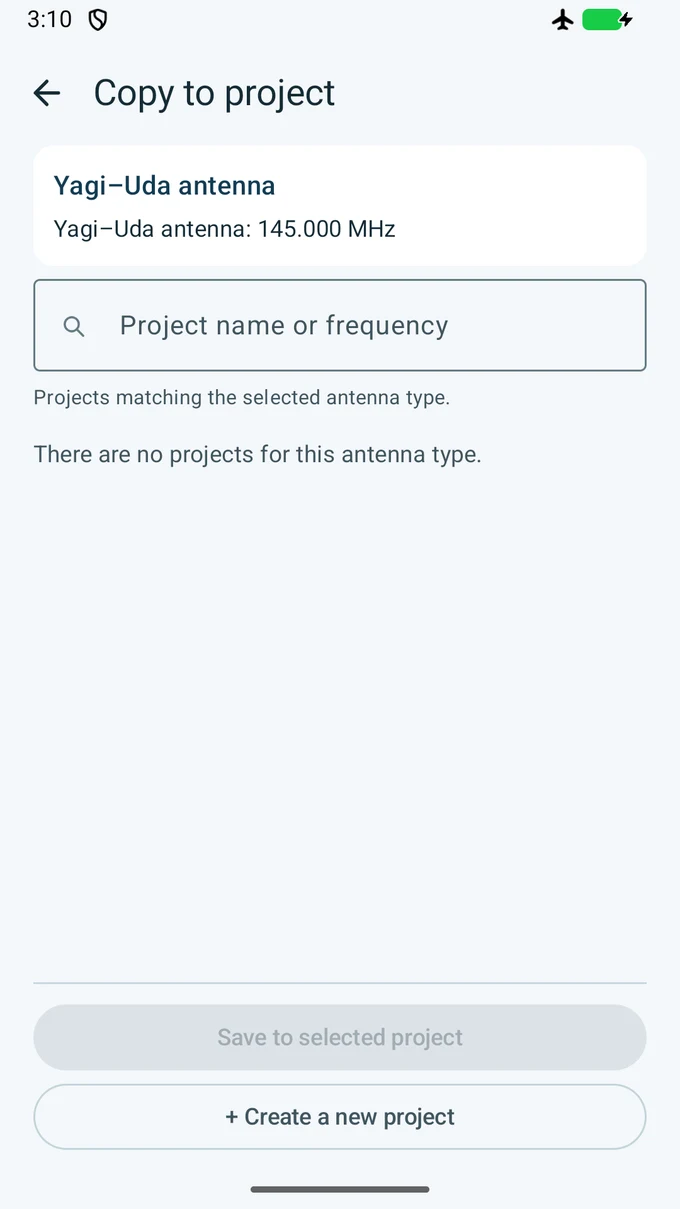 3:10
Copy to project
Yagi–Uda antenna
Yagi–Uda antenna: 145.000 MHz
Project name or frequency
Projects matching the selected antenna type.
There are no projects for this antenna type.
Save to selected project
+ Create a new project